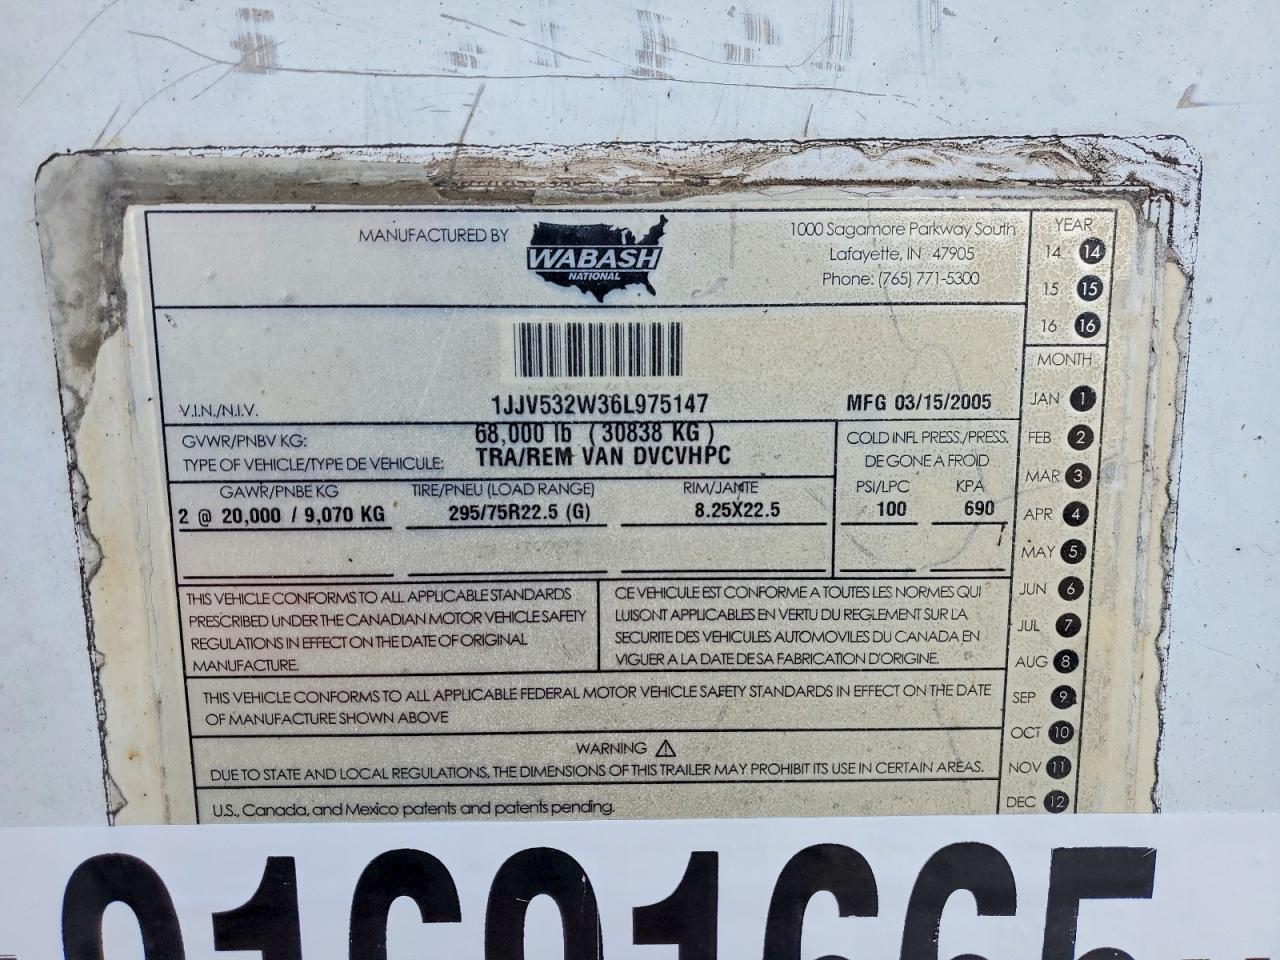 MANUFACTURED BY
WABASH
NATIONAL
1000 Sagamore Parkway South
Lafayette, IN 47905
Phone: (765) 771-5300
V.I.N./N.I.V.
1JJV532W36L975147
MFG 03/15/2005
GVWR/PNBV KG:
68,000 lb (30838 KG)
TYPE OF VEHICLE/TYPE DE VEHICULE:
TRA/REM VAN DVCVHPC
COLD INFL PRESS./PRESS.
DE GONE A FROID
GAWR/PNBE KG
TIRE/PNEU (LOAD RANGE)
RIM/JANTE
PSI/LPC
KPA
2 @ 20,000 / 9,070 KG
295/75R22.5 (G)
8.25X22.5
100
690
THIS VEHICLE CONFORMS TO ALL APPLICABLE STANDARDS
PRESCRIBED UNDER THE CANADIAN MOTOR VEHICLE SAFETY
REGULATIONS IN EFFECT ON THE DATE OF ORIGINAL
MANUFACTURE.
CE VEHICULE EST CONFORME A TOUTES LES NORMES QUI
LUISONT APPLICABLES EN VERTU DU REGLEMENT SUR LA
SECURITE DES VEHICULES AUTOMOVILES DU CANADA EN
VIGUER A LA DATE DE SA FABRICATION D'ORIGINE.
THIS VEHICLE CONFORMS TO ALL APPLICABLE FEDERAL MOTOR VEHICLE SAFETY STANDARDS IN EFFECT ON THE DATE
OF MANUFACTURE SHOWN ABOVE
WARNING
DUE TO STATE AND LOCAL REGULATIONS, THE DIMENSIONS OF THIS TRAILER MAY PROHIBIT ITS USE IN CERTAIN AREAS.
U.S., Canada, and Mexico patents and patents pending.
YEAR
14 14
15 15
16 16
MONTH
JAN 1
FEB 2
MAR 3
APR 4
MAY 5
JUN 6
JUL 7
AUG 8
SEP 9
OCT 10
NOV 11
DEC 12